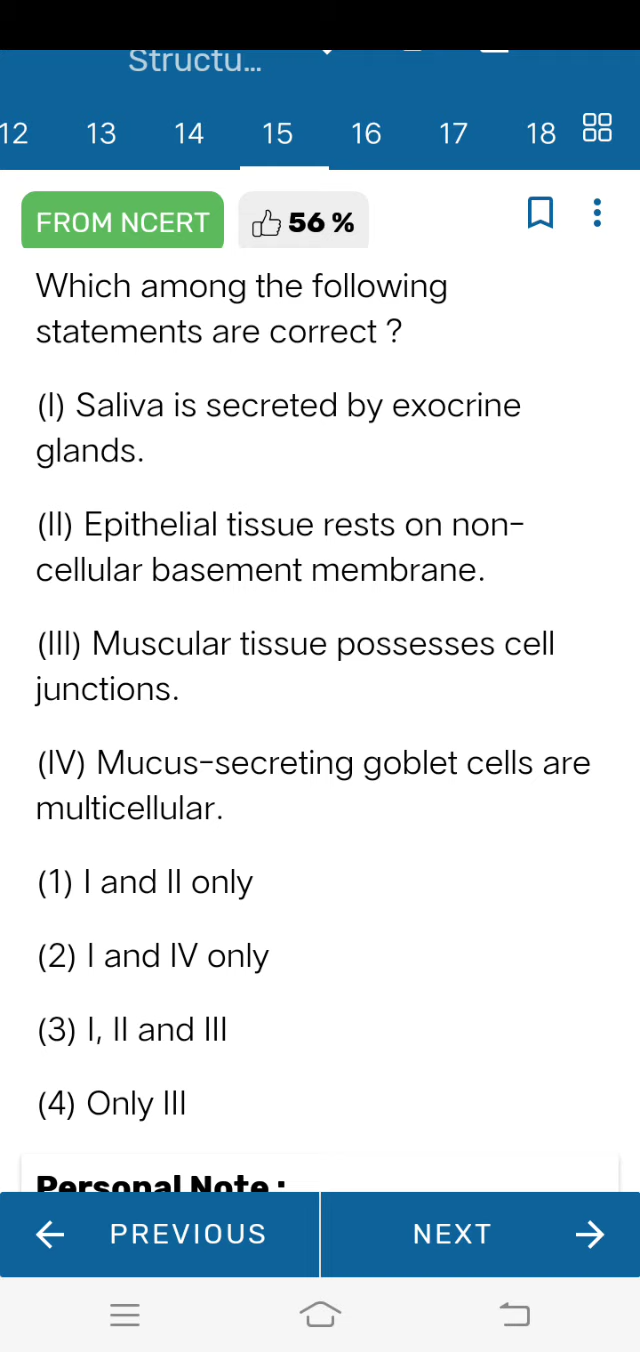 Structu...
12 13 14 15 16 17 18
FROM NCERT 56 %
Which among the following
statements are correct ?
(I) Saliva is secreted by exocrine
glands.
(II) Epithelial tissue rests on non-
cellular basement membrane.
(III) Muscular tissue possesses cell
junctions.
(IV) Mucus-secreting goblet cells are
multicellular.
(1) I and II only
(2) I and IV only
(3) I, II and III
(4) Only III
Personal Note :
PREVIOUS NEXT